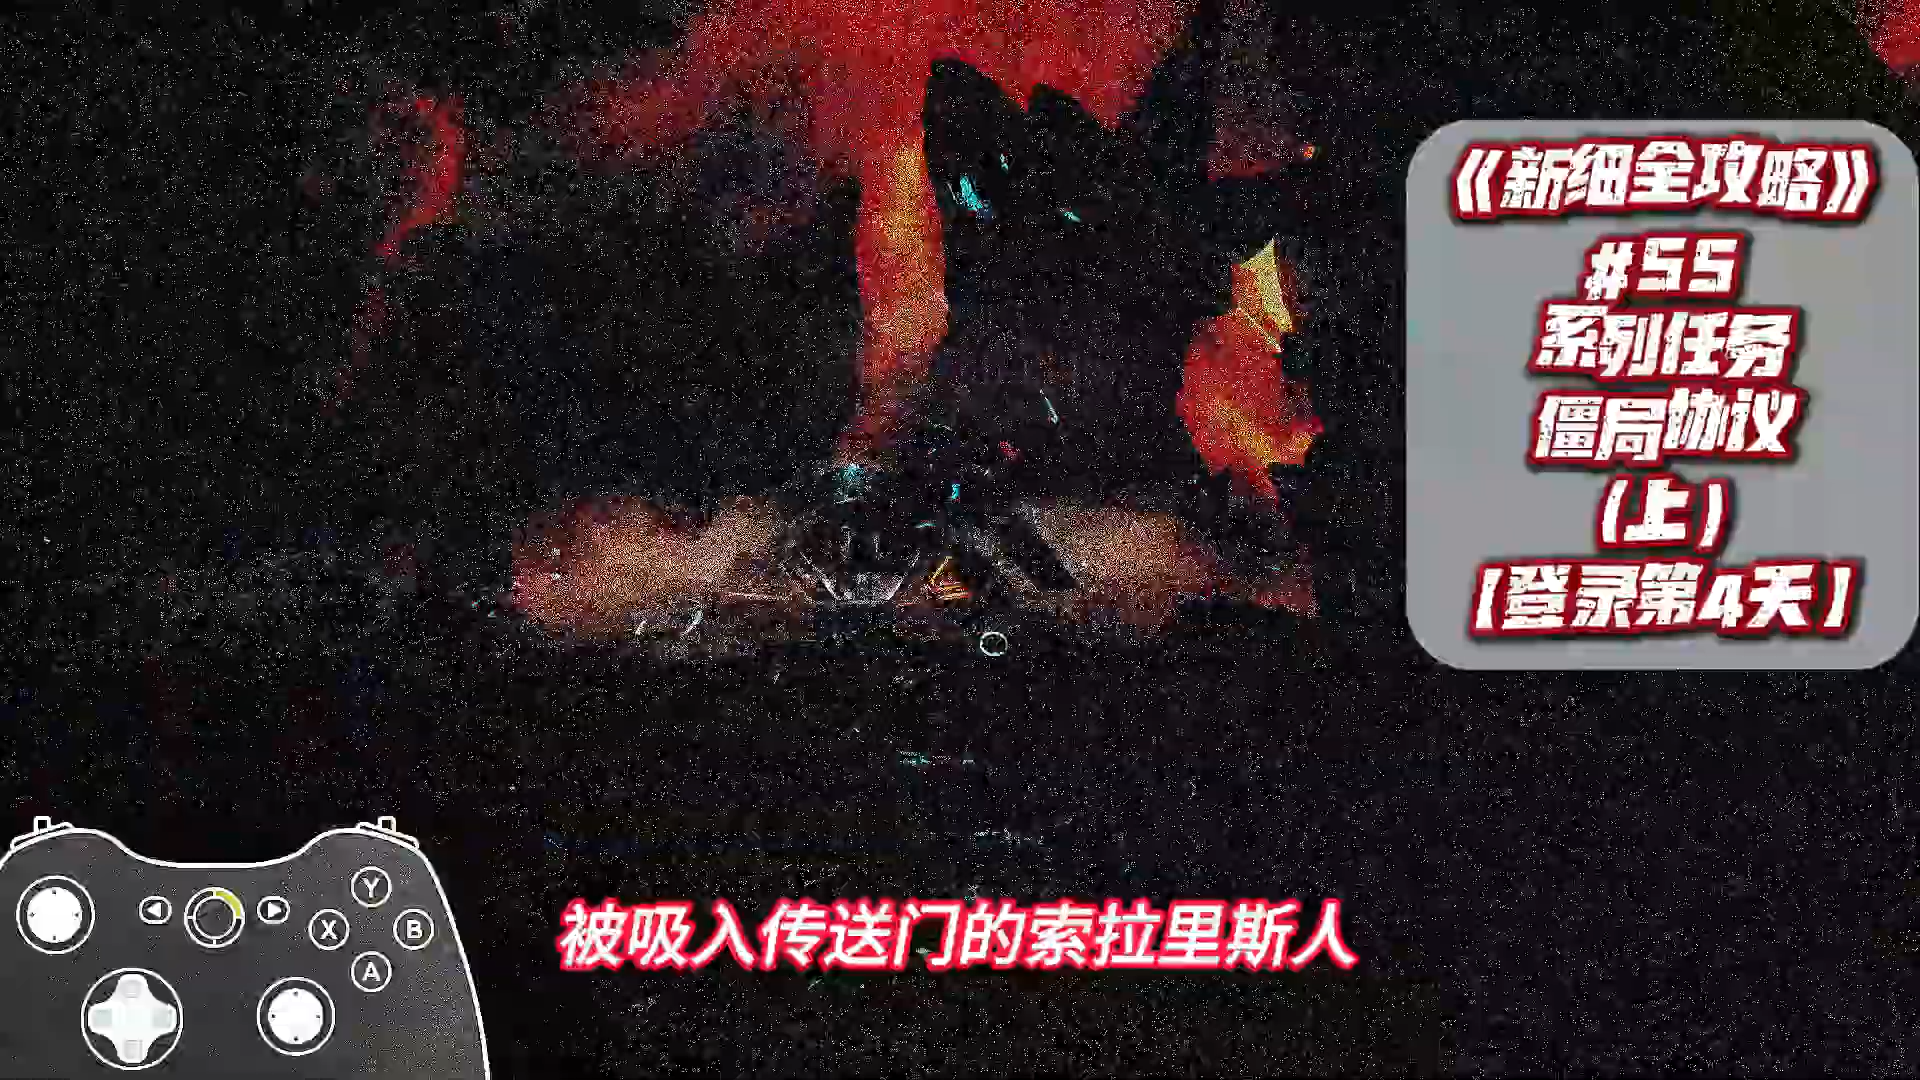 《新细全攻略》
#55
系列任务
僵局协议
(上)
【登录第4天】
Y
X
B
A
被吸入传送门的索拉里斯人